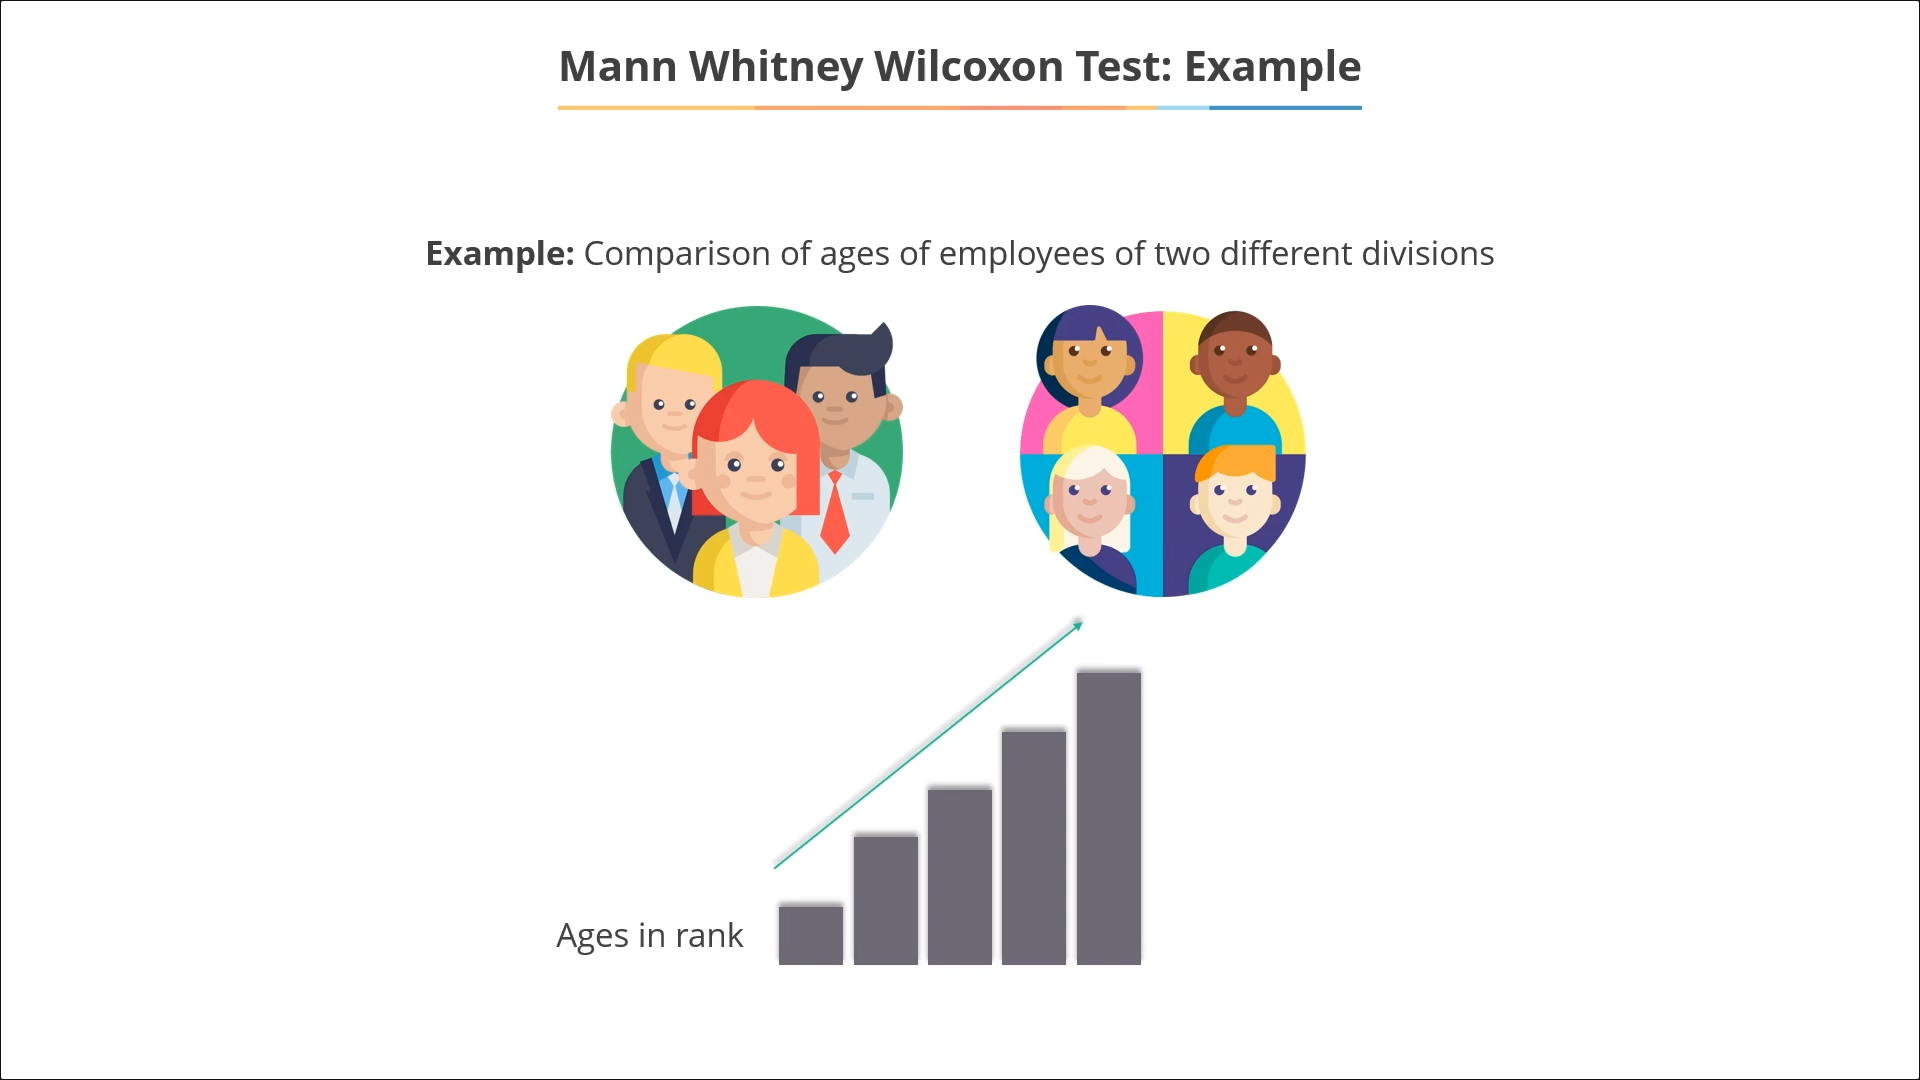 Mann Whitney Wilcoxon Test: Example
Example: Comparison of ages of employees of two different divisions
Ages in rank